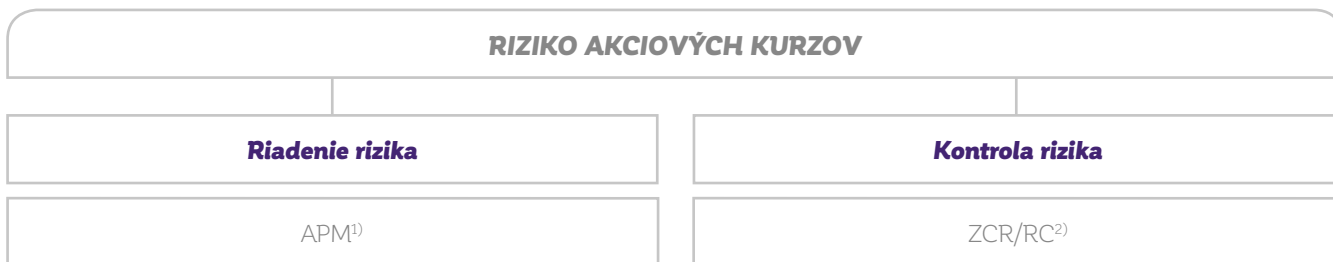 RIZIKO AKCIOVÝCH KURZOV
Riadenie rizika
Kontrola rizika
APM¹⁾
ZCR/RC²⁾